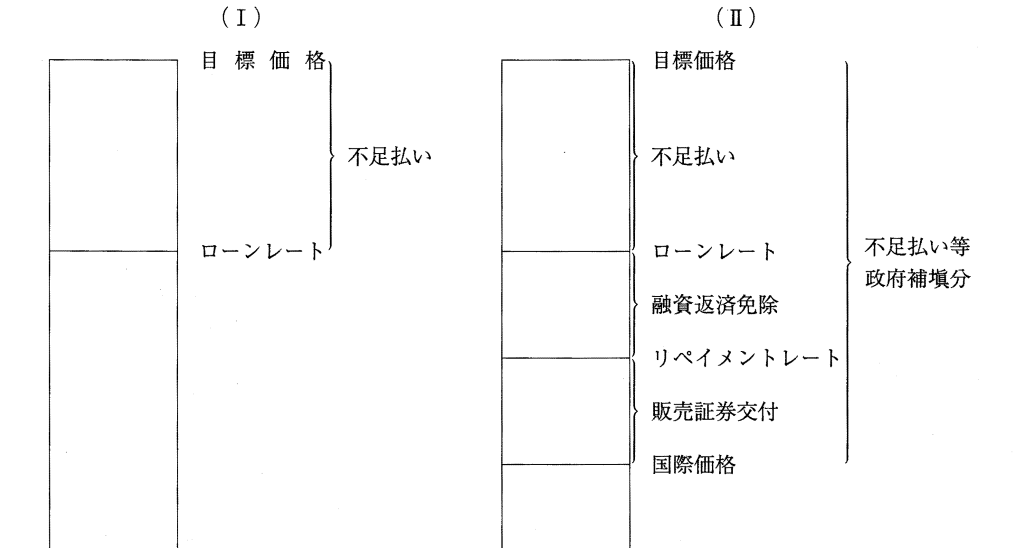 (Ⅰ)
目標価格
不足払い
ローンレート
(Ⅱ)
目標価格
不足払い
ローンレート
融資返済免除
リペイメントレート
販売証券交付
国際価格
不足払い等
政府補塡分